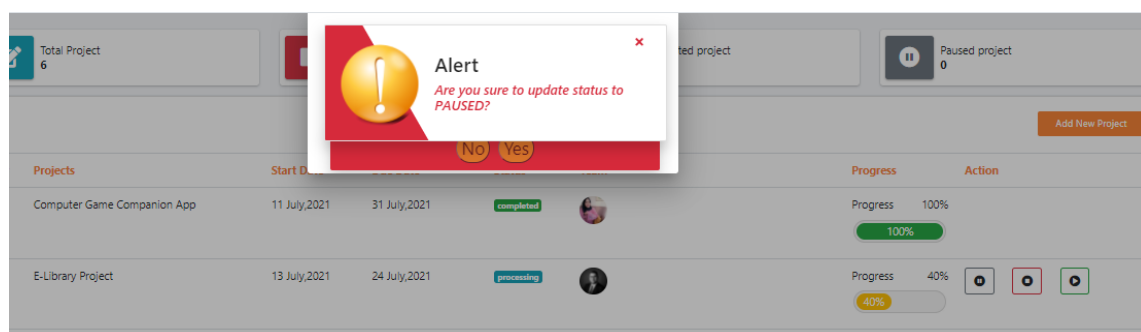 Total Project
6
ted project
Paused project
0
×
Alert
Are you sure to update status to
PAUSED?
No Yes
Add New Project
Projects Start D Progress Action
Computer Game Companion App 11 July,2021 31 July,2021 completed Progress 100%
100%
E-Library Project 13 July,2021 24 July,2021 processing Progress 40%
40%